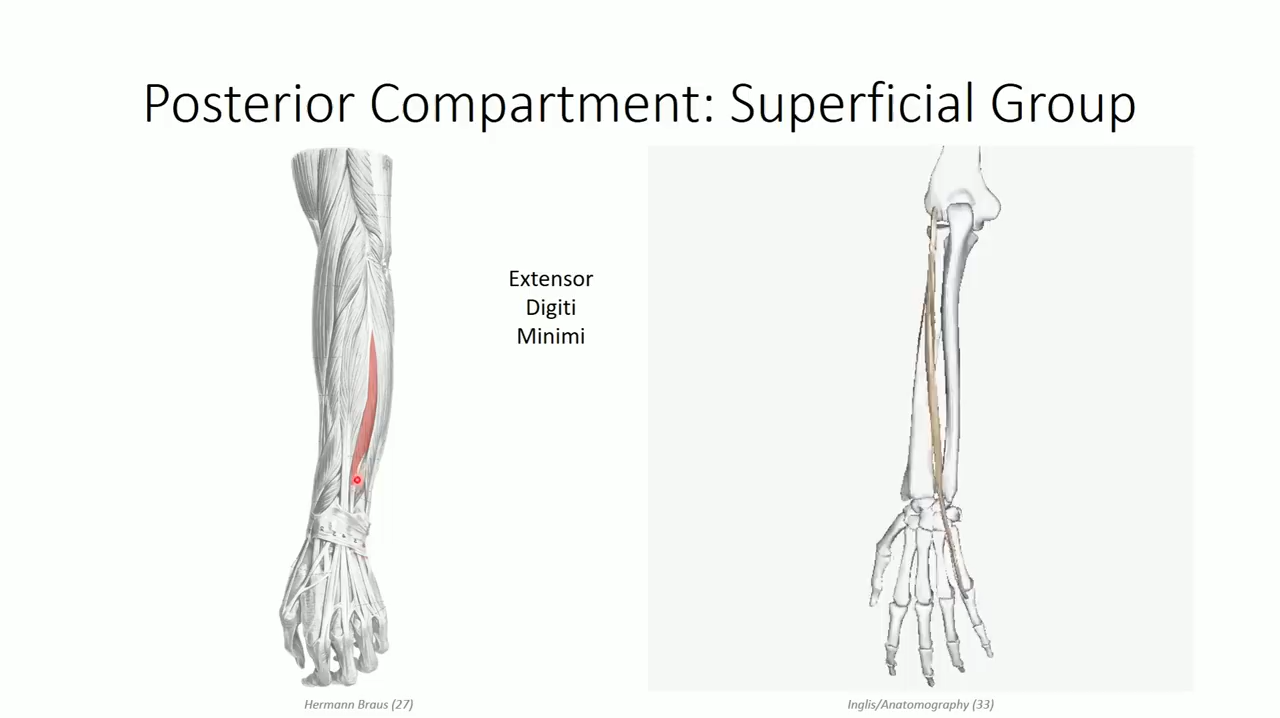 Posterior Compartment: Superficial Group
Extensor
Digiti
Minimi
Hermann Braus (27)
Inglis/Anatomography (33)